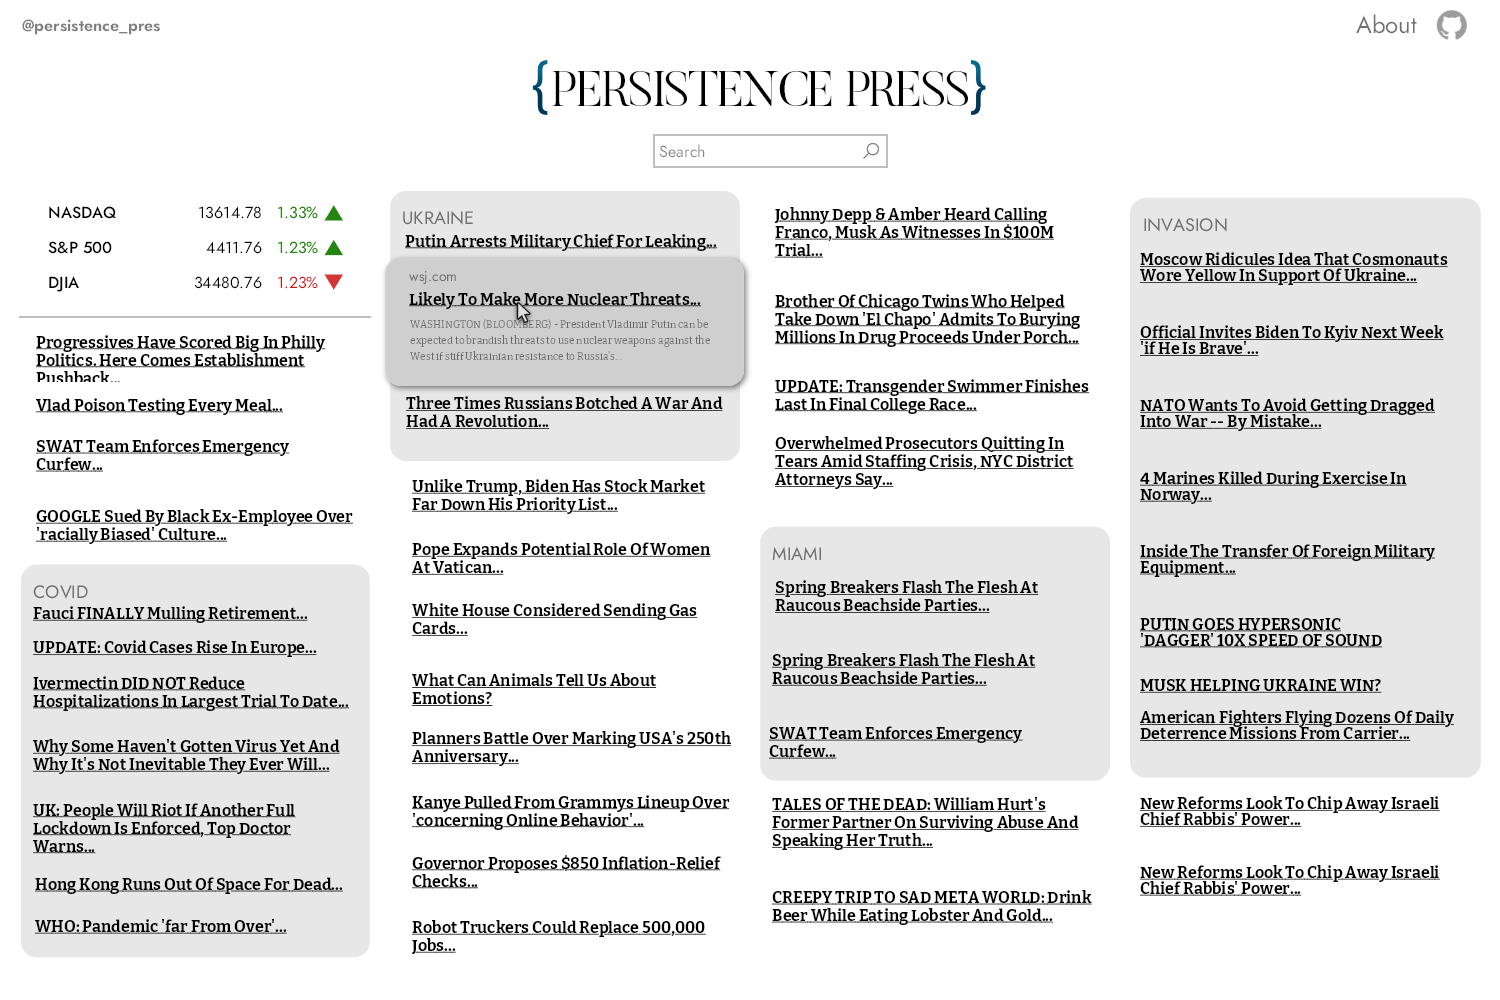 @persistence_pres
About
{PERSISTENCE PRESS}
Search
NASDAQ 13614.78 1.33%
S&P 500 4411.76 1.23%
DJIA 34480.76 1.23%
Progressives Have Scored Big In Philly
Politics. Here Comes Establishment
Pushback...
Vlad Poison Testing Every Meal...
SWAT Team Enforces Emergency
Curfew...
GOOGLE Sued By Black Ex-Employee Over
'racially Biased' Culture...
COVID
Fauci FINALLY Mulling Retirement...
UPDATE: Covid Cases Rise In Europe...
Ivermectin DID NOT Reduce
Hospitalizations In Largest Trial To Date...
Why Some Haven't Gotten Virus Yet And
Why It's Not Inevitable They Ever Will...
UK: People Will Riot If Another Full
Lockdown Is Enforced, Top Doctor
Warns...
Hong Kong Runs Out Of Space For Dead...
WHO: Pandemic 'far From Over'...
UKRAINE
Putin Arrests Military Chief For Leaking...
wsj.com
Likely To Make More Nuclear Threats...
WASHINGTON (BLOOMBERG) - President Vladimir Putin can be
expected to brandish threats to use nuclear weapons against the
West if stiff Ukrainian resistance to Russia's...
Three Times Russians Botched A War And
Had A Revolution...
Unlike Trump, Biden Has Stock Market
Far Down His Priority List...
Pope Expands Potential Role Of Women
At Vatican...
White House Considered Sending Gas
Cards...
What Can Animals Tell Us About
Emotions?
Planners Battle Over Marking USA's 250th
Anniversary...
Kanye Pulled From Grammys Lineup Over
'concerning Online Behavior'...
Governor Proposes $850 Inflation-Relief
Checks...
Robot Truckers Could Replace 500,000
Jobs...
Johnny Depp & Amber Heard Calling
Franco, Musk As Witnesses In $100M
Trial...
Brother Of Chicago Twins Who Helped
Take Down 'El Chapo' Admits To Burying
Millions In Drug Proceeds Under Porch...
UPDATE: Transgender Swimmer Finishes
Last In Final College Race...
Overwhelmed Prosecutors Quitting In
Tears Amid Staffing Crisis, NYC District
Attorneys Say...
MIAMI
Spring Breakers Flash The Flesh At
Raucous Beachside Parties...
Spring Breakers Flash The Flesh At
Raucous Beachside Parties...
SWAT Team Enforces Emergency
Curfew...
TALES OF THE DEAD: William Hurt's
Former Partner On Surviving Abuse And
Speaking Her Truth...
CREEPY TRIP TO SAD META WORLD: Drink
Beer While Eating Lobster And Gold...
INVASION
Moscow Ridicules Idea That Cosmonauts
Wore Yellow In Support Of Ukraine...
Official Invites Biden To Kyiv Next Week
'if He Is Brave'...
NATO Wants To Avoid Getting Dragged
Into War -- By Mistake...
4 Marines Killed During Exercise In
Norway...
Inside The Transfer Of Foreign Military
Equipment...
PUTIN GOES HYPERSONIC
'DAGGER' 10X SPEED OF SOUND
MUSK HELPING UKRAINE WIN?
American Fighters Flying Dozens Of Daily
Deterrence Missions From Carrier...
New Reforms Look To Chip Away Israeli
Chief Rabbis' Power...
New Reforms Look To Chip Away Israeli
Chief Rabbis' Power...